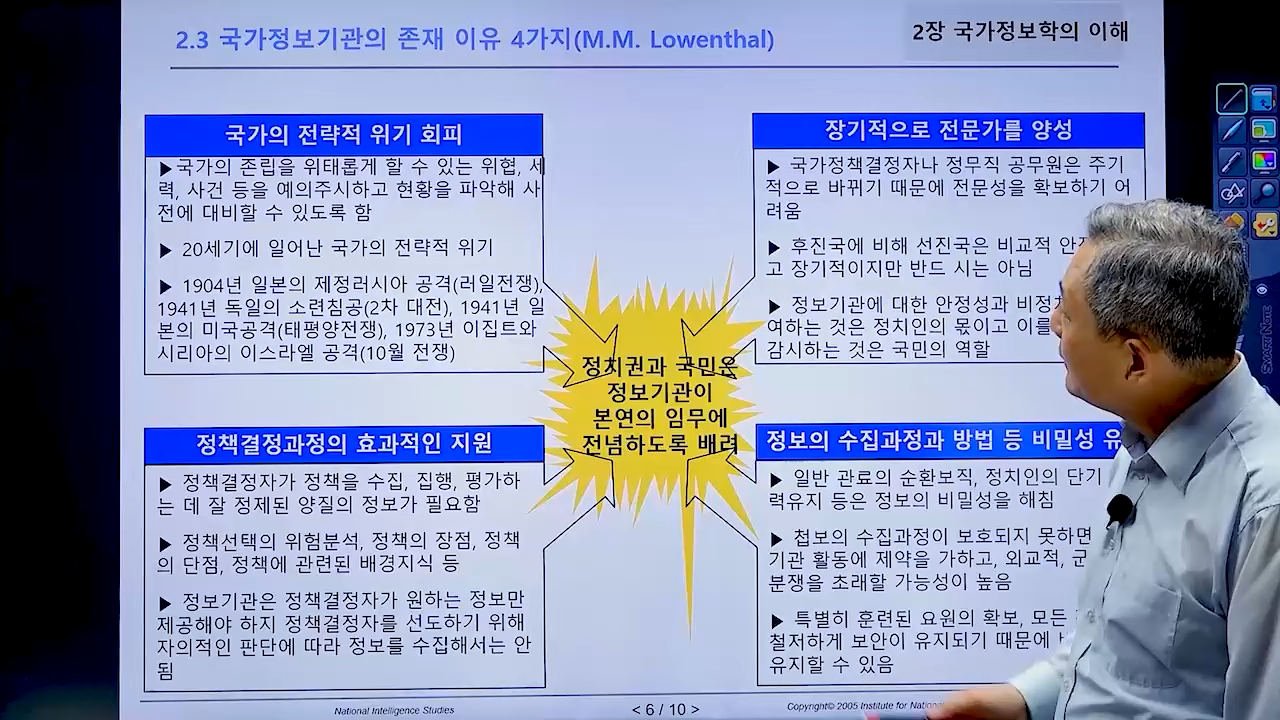 2.3 국가정보기관의 존재 이유 4가지(M.M. Lowenthal)
2장 국가정보학의 이해
국가의 전략적 위기 회피
▶국가의 존립을 위태롭게 할 수 있는 위협, 세
력, 사건 등을 예의주시하고 현황을 파악해 사
전에 대비할 수 있도록 함
▶ 20세기에 일어난 국가의 전략적 위기
▶ 1904년 일본의 제정러시아 공격(러일전쟁),
1941년 독일의 소련침공(2차 대전), 1941년 일
본의 미국공격(태평양전쟁), 1973년 이집트와
시리아의 이스라엘 공격(10월 전쟁)
장기적으로 전문가를 양성
▶ 국가정책결정자나 정무직 공무원은 주기
적으로 바뀌기 때문에 전문성을 확보하기 어
려움
▶ 후진국에 비해 선진국은 비교적
고 장기적이지만 반드 시는 아님
▶ 정보기관에 대한 안정성과
여하는 것은 정치인의 몫이고 이를
감시하는 것은 국민의 역할
정치권과 국민은
정보기관이
본연의 임무에
전념하도록 배려
정책결정과정의 효과적인 지원
▶ 정책결정자가 정책을 수집, 집행, 평가하
는 데 잘 정제된 양질의 정보가 필요함
▶ 정책선택의 위험분석, 정책의 장점, 정책
의 단점, 정책에 관련된 배경지식 등
▶ 정보기관은 정책결정자가 원하는 정보만
제공해야 하지 정책결정자를 선도하기 위해
자의적인 판단에 따라 정보를 수집해서는 안
됨
정보의 수집과정과 방법 등 비밀성 유
▶ 일반 관료의 순환보직, 정치인의 단기
력유지 등은 정보의 비밀성을 해침
▶ 첩보의 수집과정이 보호되지 못하면
기관 활동에 제약을 가하고, 외교적,
분쟁을 초래할 가능성이 높음
▶ 특별히 훈련된 요원의 확보, 모든
철저하게 보안이 유지되기 때문에
유지할 수 있음
National Intelligence Studies
< 6 / 10 >
Copyright© 2005 Institute for
SMART Note